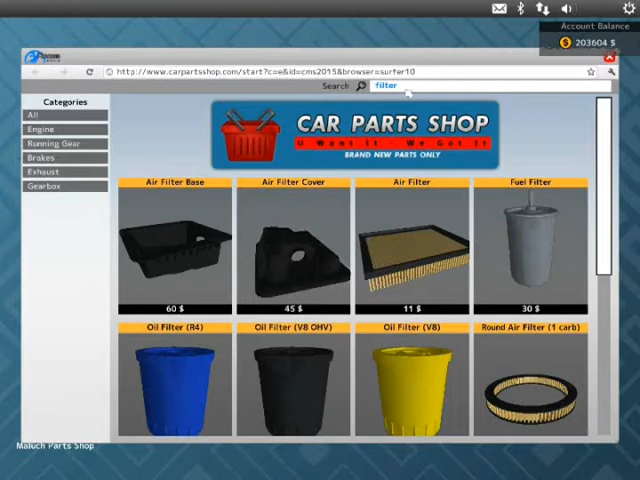 Account Balance
203604 $
http://www.carpartsshop.com/start?c=e&id=cms2015&browser=surfer10
Search
filter
Categories
All
Engine
Running Gear
Brakes
Exhaust
Gearbox
CAR PARTS SHOP
U Want it - We Got It
BRAND NEW PARTS ONLY
Air Filter Base
Air Filter Cover
Air Filter
Fuel Filter
60 $
45 $
11 $
30 $
Oil Filter (R4)
Oil Filter (V8 OHV)
Oil Filter (V8)
Round Air Filter (1 carb)
Maluch Parts Shop